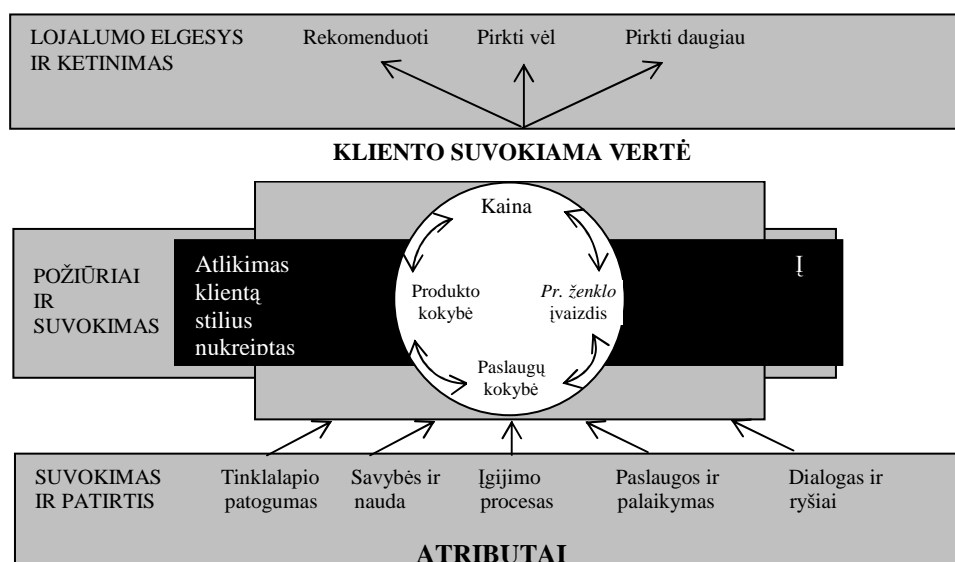 LOJALUMO ELGESYS
IR KETINIMAS
Rekomenduoti
Pirkti vėl
Pirkti daugiau
KLIENTO SUVOKIAMA VERTĖ
Kaina
POŽIŪRIAI
IR
SUVOKIMAS
Atlikimas
klientą
stilius
nukreiptas
Į
Produkto
kokybė
Pr. ženklo
įvaizdis
Paslaugų
kokybė
SUVOKIMAS
IR PATIRTIS
Tinklalapio
patogumas
Savybės ir
nauda
Įgijimo
procesas
Paslaugos ir
palaikymas
Dialogas ir
ryšiai
ATRIBUTAI